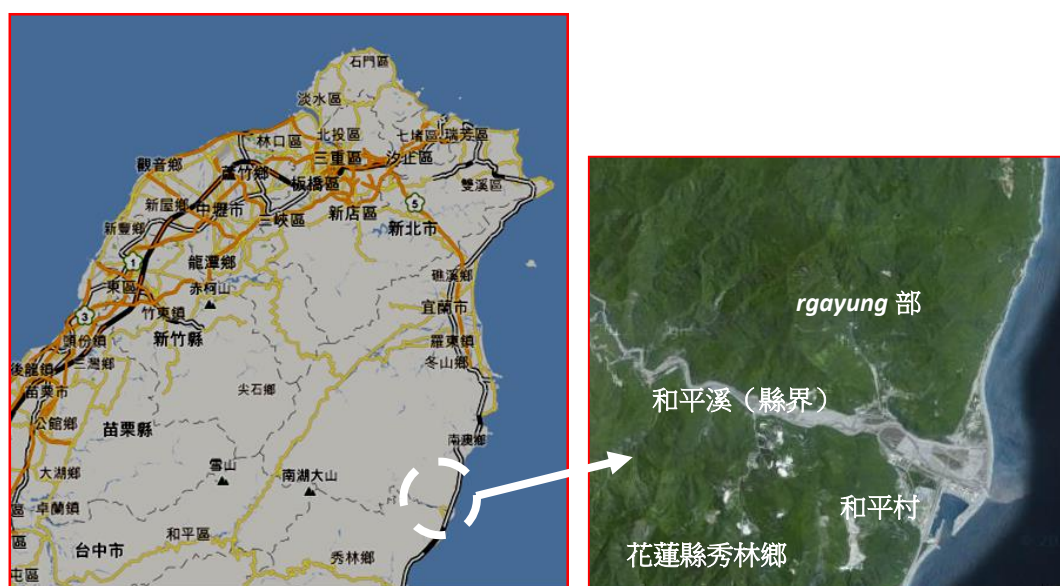 石門區
淡水區
北投區
七堵區
瑞芳區
林口區
三重區
汐止區
觀音鄉
蘆竹鄉
板橋區
雙溪區
新屋鄉
中壢市
三峽區
新店區
5
新北市
新豐鄉
1
龍潭鄉
礁溪鄉
東區
赤柯山
宜蘭市
3
竹東鎮
新竹縣
頭份鎮
羅東鎮
後龍鎮
三灣鄉
冬山鄉
苗栗市
尖石鄉
公館鄉
苗栗縣
南澳鄉
大湖鄉
雪山
南湖大山
卓蘭鎮
區
和平區
台中市
秀林鄉
屯區
rgayung 部
和平溪（縣界）
和平村
花蓮縣秀林鄉